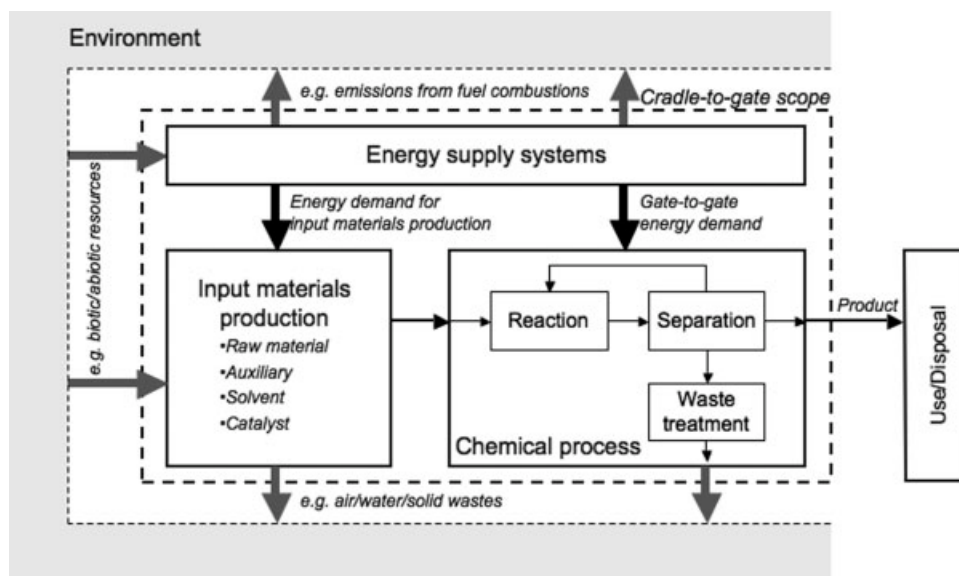 Environment
e.g. emissions from fuel combustions
Cradle-to-gate scope
Energy supply systems
e.g. biotic/abiotic resources
Energy demand for
input materials production
Gate-to-gate
energy demand
Input materials
production
•Raw material
•Auxiliary
•Solvent
•Catalyst
Reaction
Separation
Waste
treatment
Chemical process
Product
Use/Disposal
e.g. air/water/solid wastes